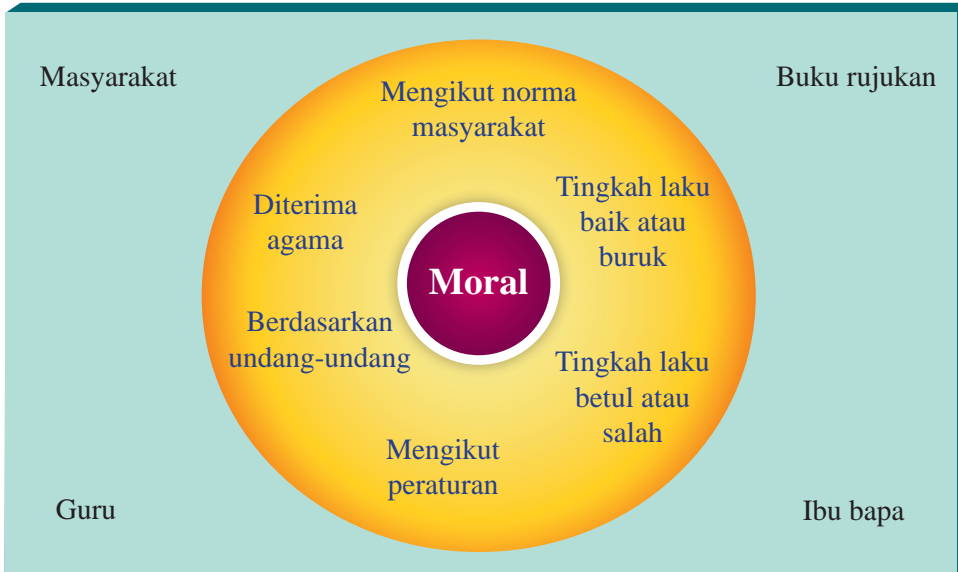 Masyarakat
Buku rujukan
Mengikut norma
masyarakat
Diterima
agama
Tingkah laku
baik atau
buruk
Moral
Berdasarkan
undang-undang
Tingkah laku
betul atau
salah
Mengikut
peraturan
Guru
Ibu bapa